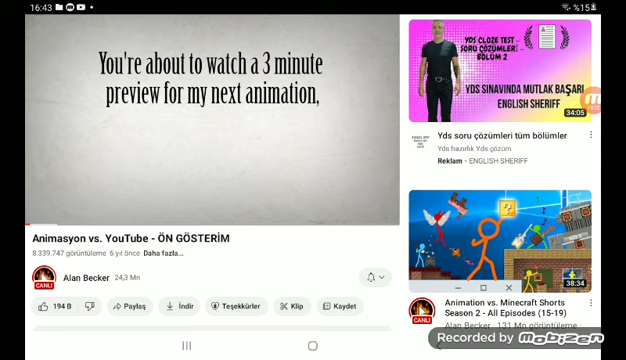 16:43
%15
You're about to watch a 3 minute
preview for my next animation,
Animasyon vs. YouTube - ÖN GÖSTERİM
8.339.747 görüntüleme 6 yıl önce Daha fazla...
CANLI
Alan Becker 24,3 Mn
194 B
Paylaş
İndir
Teşekkürler
Klip
Kaydet
YDS CLOZE TEST
SORU ÇÖZÜMLERİ
BÖLÜM 2
YDS SINAVINDA MUTLAK BAŞARI
ENGLISH SHERIFF
34:05
Yds soru çözümleri tüm bölümler
Yds hazırlık Yds çözüm
Reklam • ENGLISH SHERIFF
38:34
CANLI
Animation vs. Minecraft Shorts
Season 2 - All Episodes (15-19)
Alan Becker · 131 Mn görüntüleme
Recorded by Mobizen